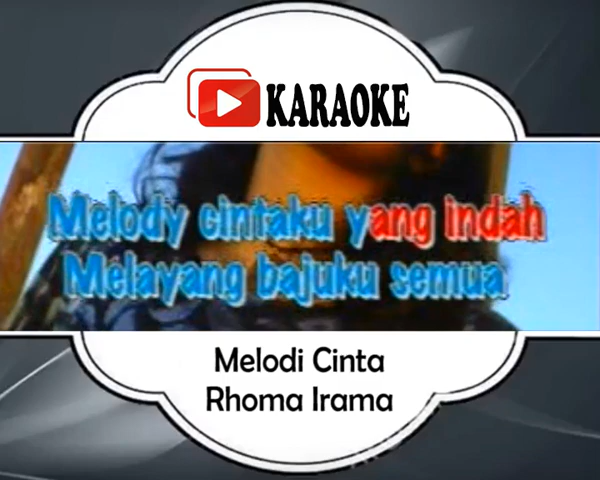 KARAOKE
Melody cintaku yang indah
Melayang bajuku semua
Melodi Cinta
Rhoma Irama